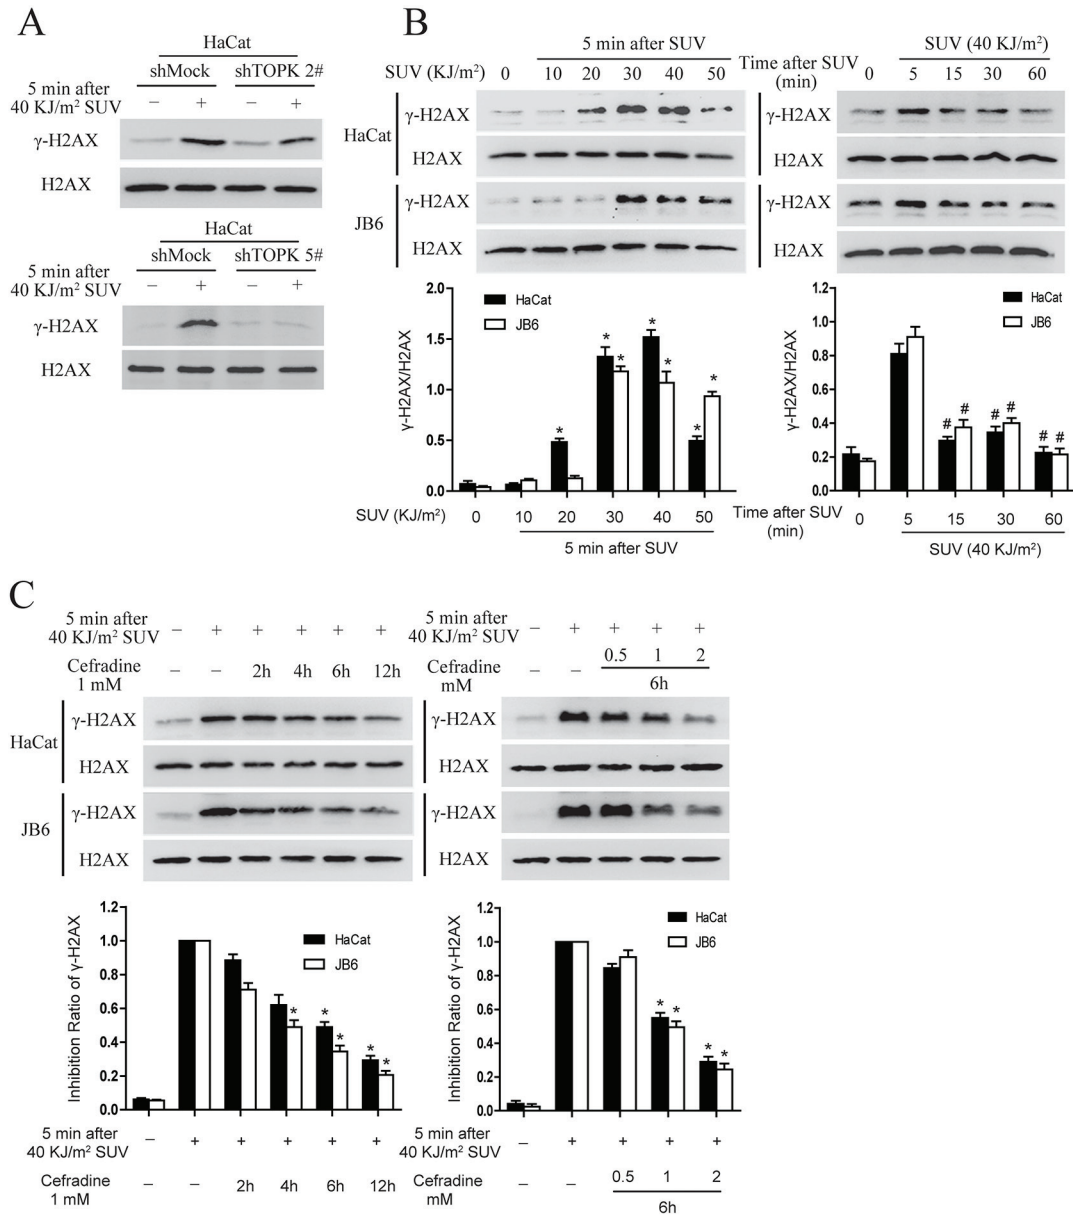 A
HaCat
shMock shTOPK 2#
5 min after
40 KJ/m² SUV – + – +
γ-H2AX
H2AX
HaCat
shMock shTOPK 5#
5 min after
40 KJ/m² SUV – + – +
γ-H2AX
H2AX
B
5 min after SUV
SUV (KJ/m²) 0 10 20 30 40 50
HaCat
γ-H2AX
H2AX
JB6
γ-H2AX
H2AX
SUV (40 KJ/m²)
Time after SUV
(min) 0 5 15 30 60
γ-H2AX
H2AX
γ-H2AX
H2AX
γ-H2AX/H2AX
2.0
1.5
1.0
0.5
0.0
HaCat
JB6
* * * * * * *
SUV (KJ/m²) 0 10 20 30 40 50
5 min after SUV
γ-H2AX/H2AX
1.2
1.0
0.8
0.6
0.4
0.2
0.0
HaCat
JB6
# # # # # #
Time after SUV
(min) 0 5 15 30 60
SUV (40 KJ/m²)
C
5 min after
40 KJ/m² SUV – + + + + +
Cefradine
1 mM – – 2h 4h 6h 12h
HaCat
γ-H2AX
H2AX
JB6
γ-H2AX
H2AX
5 min after
40 KJ/m² SUV – + + + +
Cefradine
mM – – 0.5 1 2
6h
γ-H2AX
H2AX
γ-H2AX
H2AX
Inhibition Ratio of γ-H2AX
1.2
1.0
0.8
0.6
0.4
0.2
0.0
HaCat
JB6
* * * * *
5 min after
40 KJ/m² SUV – + + + + +
Cefradine
1 mM – – 2h 4h 6h 12h
Inhibition Ratio of γ-H2AX
1.2
1.0
0.8
0.6
0.4
0.2
0.0
HaCat
JB6
* * * *
5 min after
40 KJ/m² SUV – + + + +
Cefradine
mM – – 0.5 1 2
6h